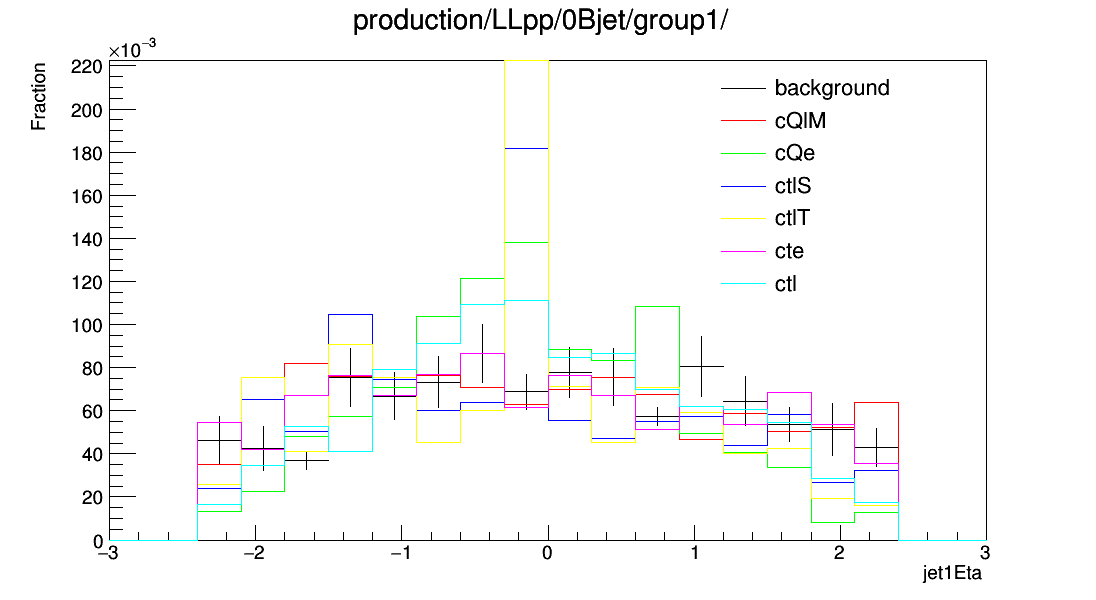 production/LLpp/0Bjet/group1/
×10⁻³
Fraction
220
200
180
160
140
120
100
80
60
40
20
0
background
cQlM
cQe
ctlS
ctlT
cte
ctl
−3 −2 −1 0 1 2 3
jet1Eta